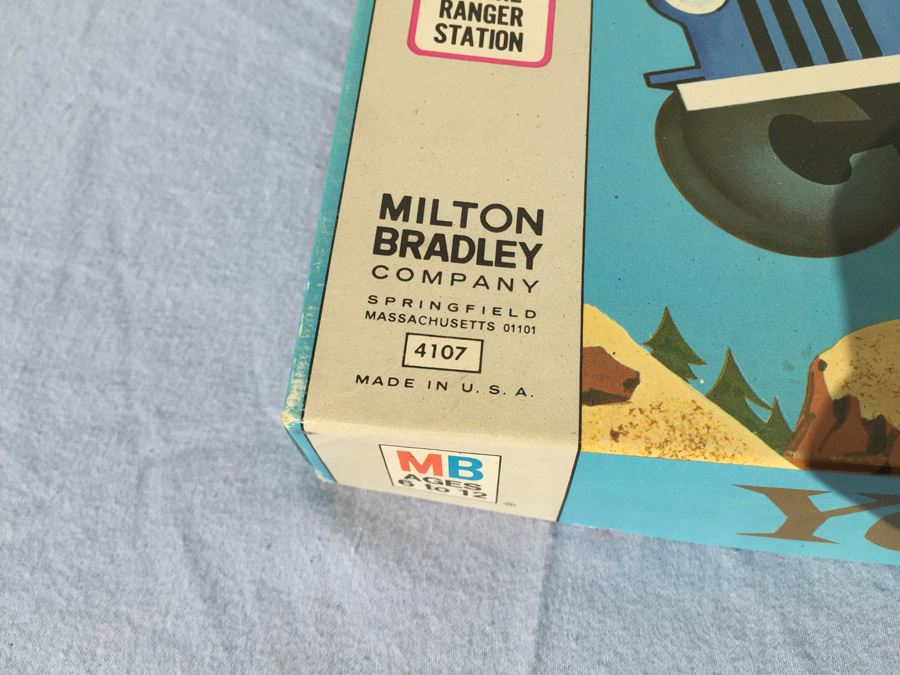 RANGER
STATION
MILTON
BRADLEY
COMPANY
SPRINGFIELD
MASSACHUSETTS 01101
4107
MADE IN U. S. A.
MB
AGES
6 to 12
®